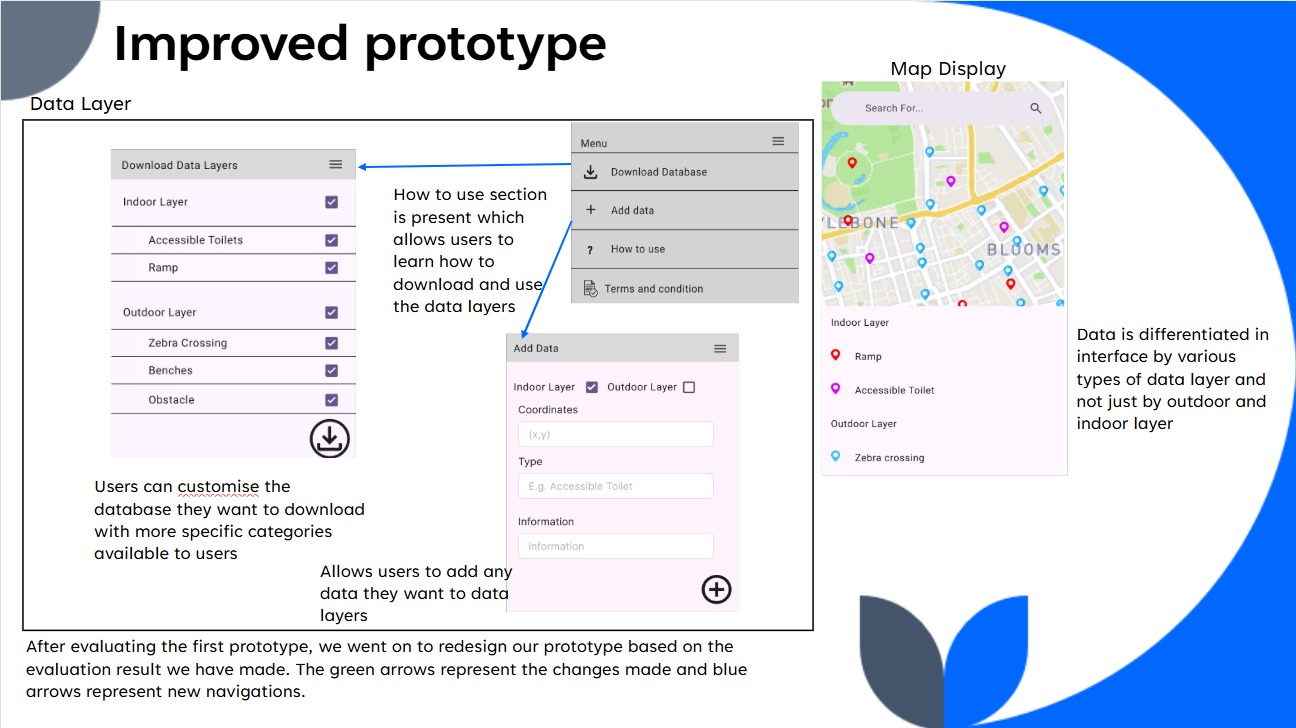 Improved prototype
Data Layer
Download Data Layers
Indoor Layer
Accessible Toilets
Ramp
Outdoor Layer
Zebra Crossing
Benches
Obstacle
Users can customise the
database they want to download
with more specific categories
available to users
How to use section
is present which
allows users to
learn how to
download and use
the data layers
Menu
Download Database
Add data
? How to use
Terms and condition
Add Data
Indoor Layer Outdoor Layer
Coordinates
(x,y)
Type
E.g. Accessible Toilet
Information
Information
Allows users to add any
data they want to data
layers
After evaluating the first prototype, we went on to redesign our prototype based on the
evaluation result we have made. The green arrows represent the changes made and blue
arrows represent new navigations.
Map Display
Search For...
YLEBONE
BLOOMS
Indoor Layer
Ramp
Accessible Toilet
Outdoor Layer
Zebra crossing
Data is differentiated in
interface by various
types of data layer and
not just by outdoor and
indoor layer